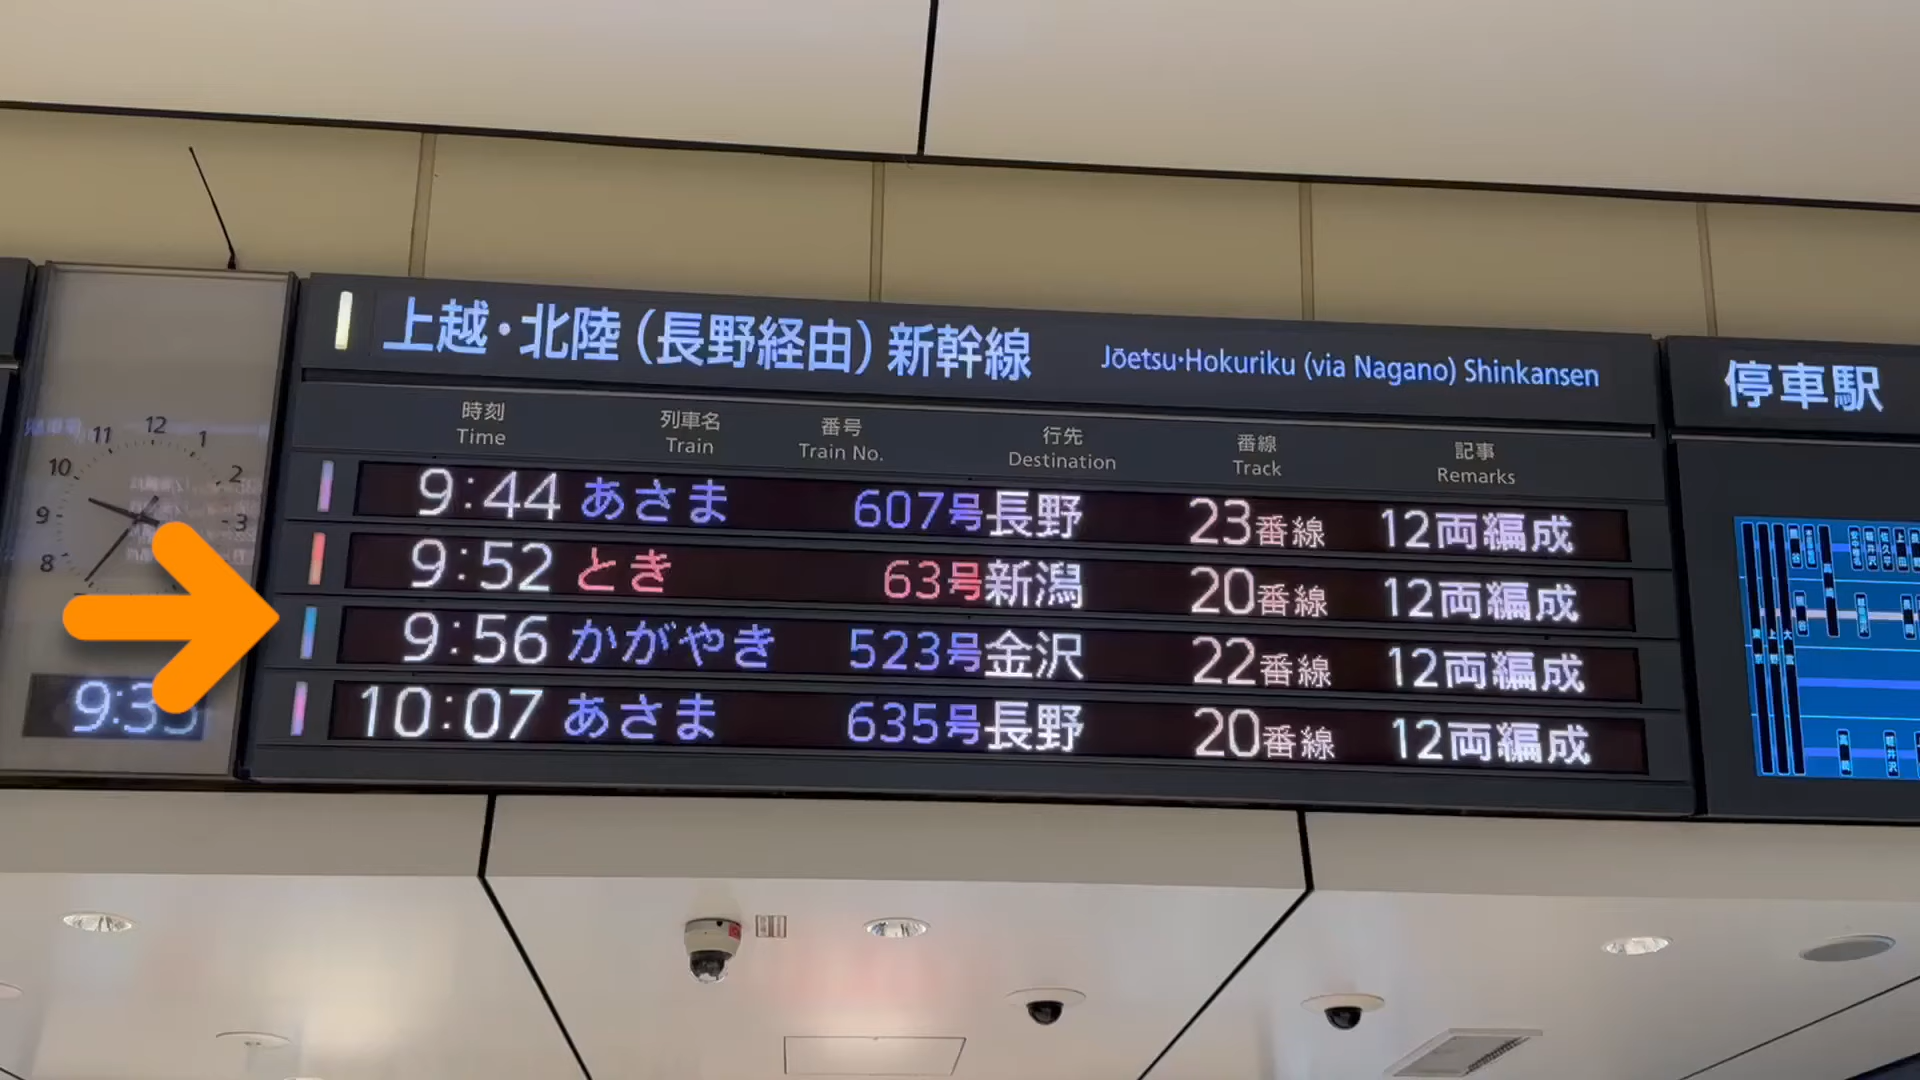 上越・北陸（長野経由）新幹線 Jōetsu・Hokuriku (via Nagano) Shinkansen
停車駅
時刻 列車名 番号 行先 番線 記事
Time Train Train No. Destination Track Remarks
9:44 あさま 607号 長野 23番線 12両編成
9:52 とき 63号 新潟 20番線 12両編成
9:56 かがやき 523号 金沢 22番線 12両編成
10:07 あさま 635号 長野 20番線 12両編成
12
1
2
3
8
9
10
11
東京
上野
大宮